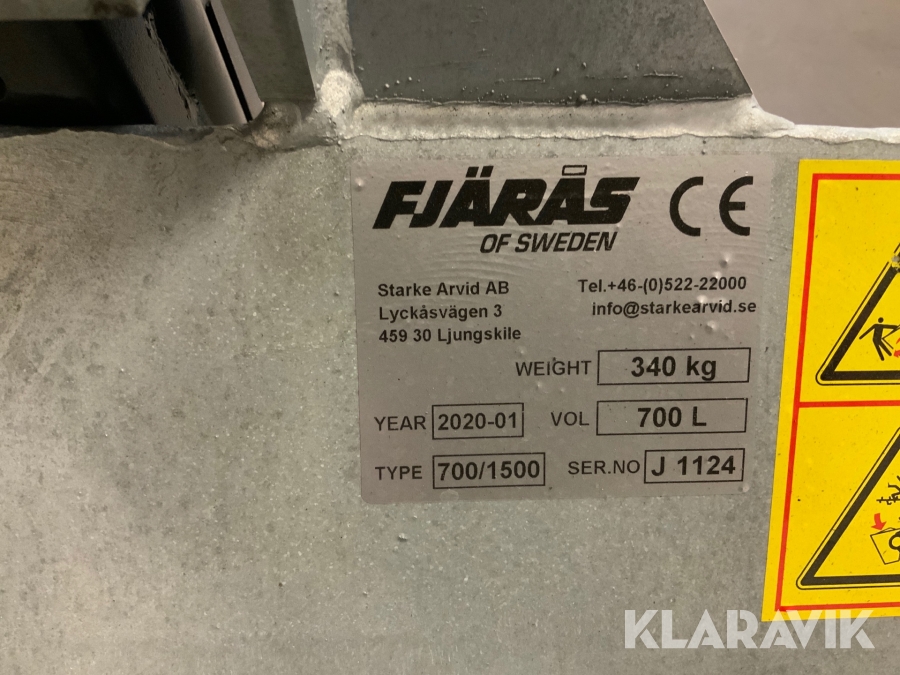 FJÄRÅS
OF SWEDEN
CE
Starke Arvid AB
Lyckåsvägen 3
459 30 Ljungskile
Tel.+46-(0)522-22000
info@starkearvid.se
WEIGHT 340 kg
YEAR 2020-01 VOL 700 L
TYPE 700/1500 SER.NO J 1124
KLARAVIK